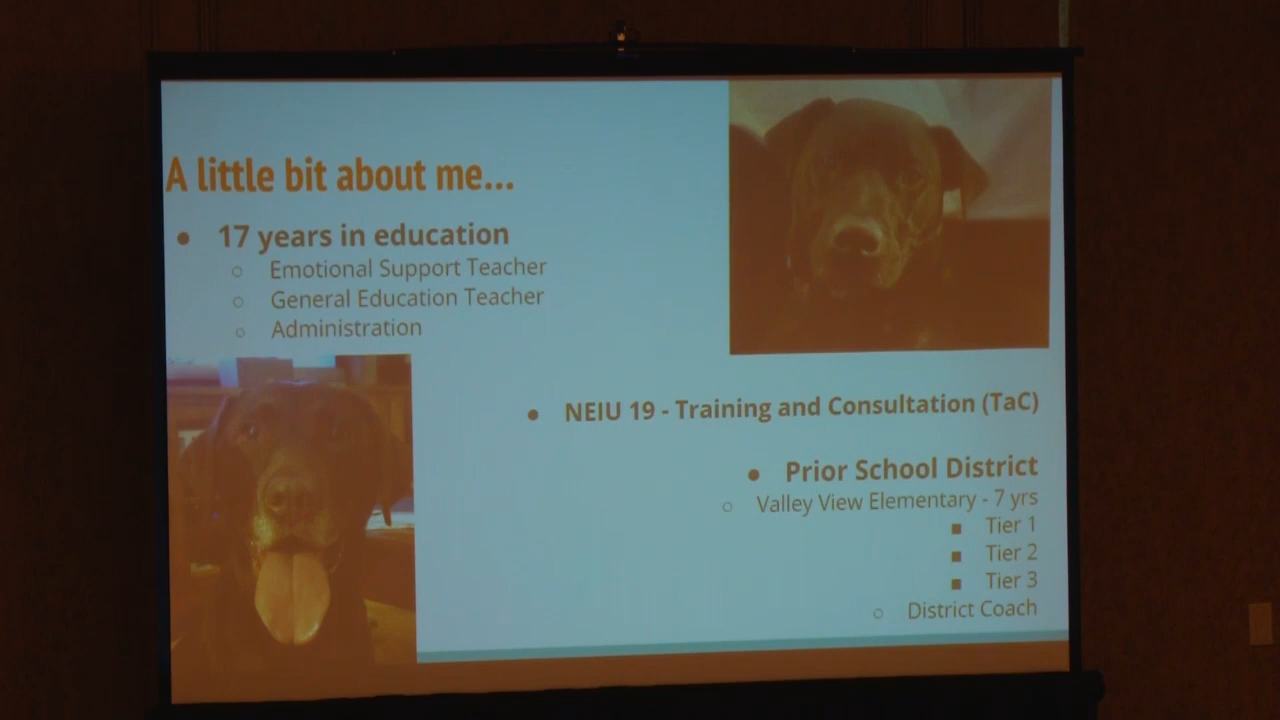 A little bit about me...
17 years in education
Emotional Support Teacher
General Education Teacher
Administration
NEIU 19 - Training and Consultation (TaC)
Prior School District
Valley View Elementary - 7 yrs
Tier 1
Tier 2
Tier 3
District Coach